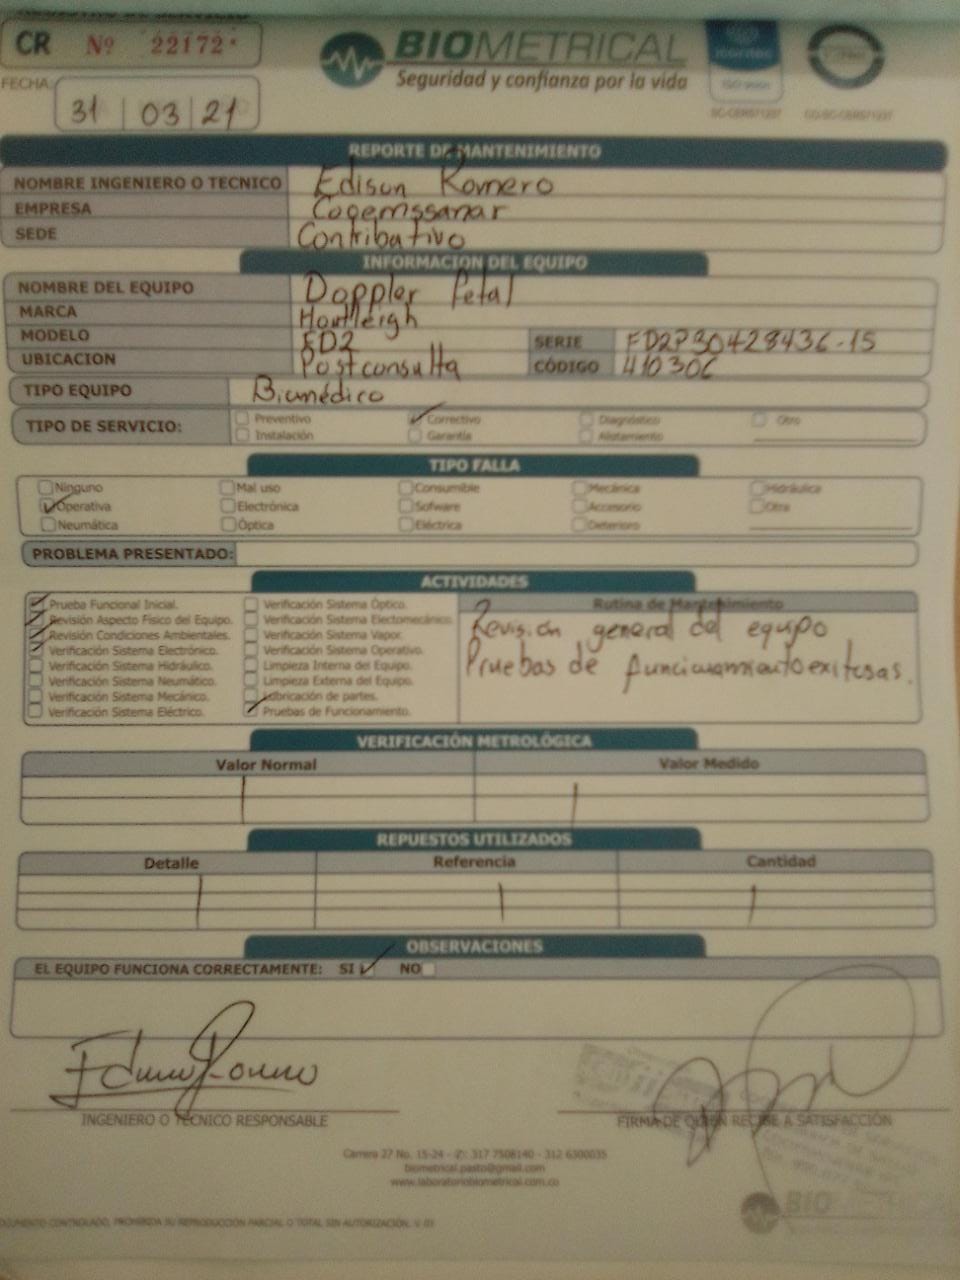 CR Nº 22172
BIOMETRICAL
Seguridad y confianza por la vida
icontec
ISO 9001
SC-CER571237
CO-SC-CER571237
FECHA:
31 03 21
REPORTE DE MANTENIMIENTO
NOMBRE INGENIERO O TECNICO Edison Romero
EMPRESA Cogemssanar
SEDE Contributivo
INFORMACION DEL EQUIPO
NOMBRE DEL EQUIPO Doppler Fetal
MARCA Huntleigh
MODELO FD2 SERIE FD2P30428436-15
UBICACION Postconsulta CÓDIGO 410306
TIPO EQUIPO Biomédico
TIPO DE SERVICIO: Preventivo Correctivo Diagnóstico Otro
Instalación Garantía Alistamiento
TIPO FALLA
Ninguno Mal uso Consumible Mecánica Hidráulica
Operativa Electrónica Sofware Accesorio Otra
Neumática Óptica Eléctrica Deterioro
PROBLEMA PRESENTADO:
ACTIVIDADES
Prueba Funcional Inicial. Verificación Sistema Óptico. Rutina de Mantenimiento
Revisión Aspecto Físico del Equipo. Verificación Sistema Electomecánico. Revisión general del equipo
Revisión Condiciones Ambientales. Verificación Sistema Vapor.
Verificación Sistema Electrónico. Verificación Sistema Operativo. Pruebas de funcionamiento exitosas.
Verificación Sistema Hidráulico. Limpieza Interna del Equipo.
Verificación Sistema Neumático. Limpieza Externa del Equipo.
Verificación Sistema Mecánico. Lubricación de partes.
Verificación Sistema Eléctrico. Pruebas de Funcionamiento.
VERIFICACIÓN METROLÓGICA
Valor Normal Valor Medido
REPUESTOS UTILIZADOS
Detalle Referencia Cantidad
OBSERVACIONES
EL EQUIPO FUNCIONA CORRECTAMENTE: SI NO
INGENIERO O TÉCNICO RESPONSABLE FIRMA DE QUIEN RECIBE A SATISFACCIÓN
Carrera 27 No. 15-24 - 317 7508140 - 312 6300035
biometrical.pasto@gmail.com
www.laboratoriobiometrical.com.co
BIOMETRICAL
DOCUMENTO CONTROLADO, PROHIBIDA SU REPRODUCCIÓN PARCIAL O TOTAL SIN AUTORIZACIÓN. V 03